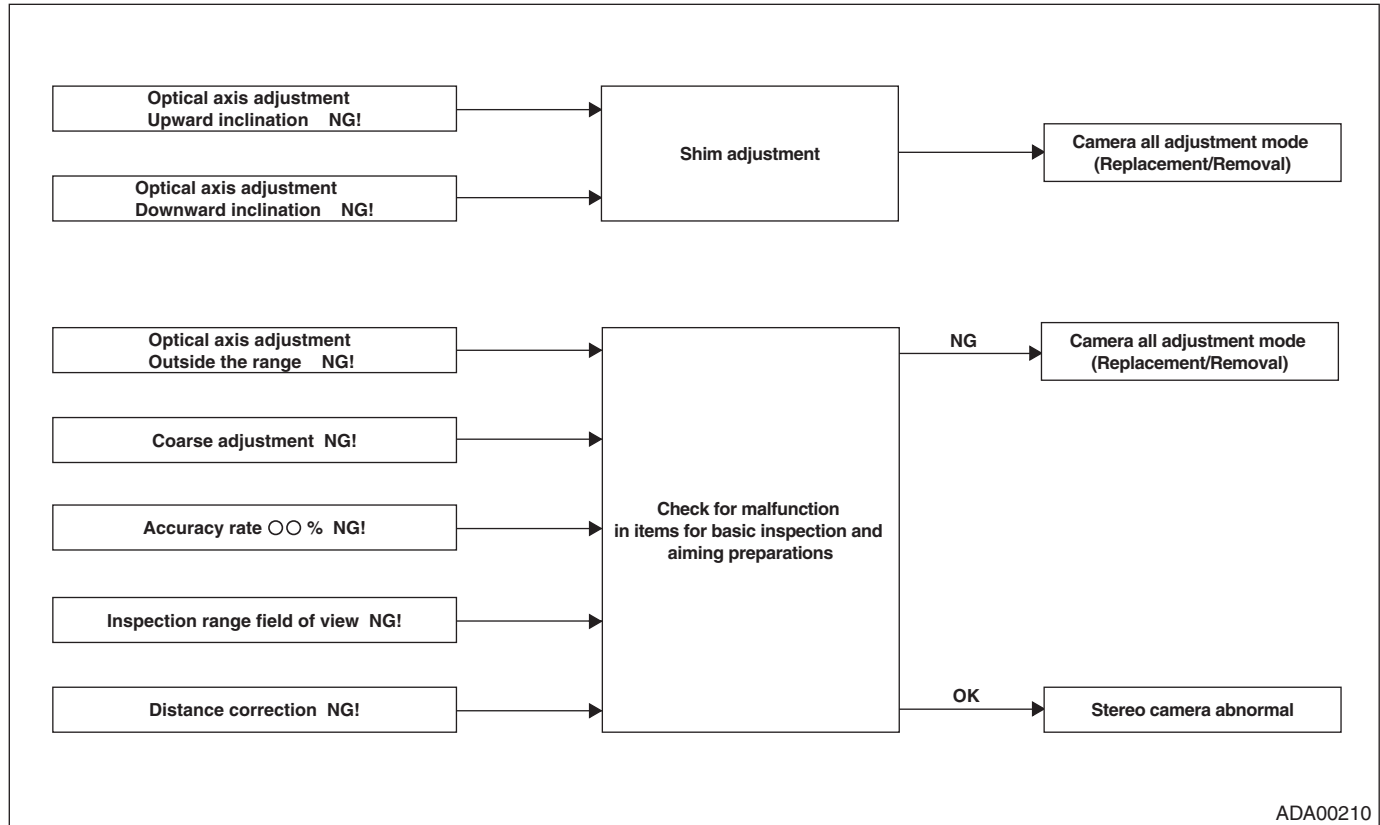 Optical axis adjustment
Upward inclination NG!
Shim adjustment
Camera all adjustment mode
(Replacement/Removal)
Optical axis adjustment
Downward inclination NG!
Optical axis adjustment
Outside the range NG!
NG
Camera all adjustment mode
(Replacement/Removal)
Coarse adjustment NG!
Accuracy rate ○○ % NG!
Check for malfunction
in items for basic inspection and
aiming preparations
Inspection range field of view NG!
Distance correction NG!
OK
Stereo camera abnormal
ADA00210